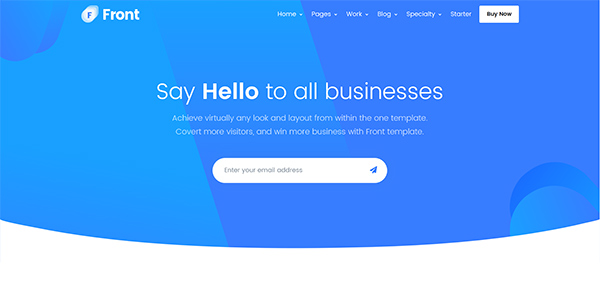 F Front
Home Pages Work Blog Specialty Starter Buy Now
Say Hello to all businesses
Achieve virtually any look and layout from within the one template.
Covert more visitors, and win more business with Front template.
Enter your email address